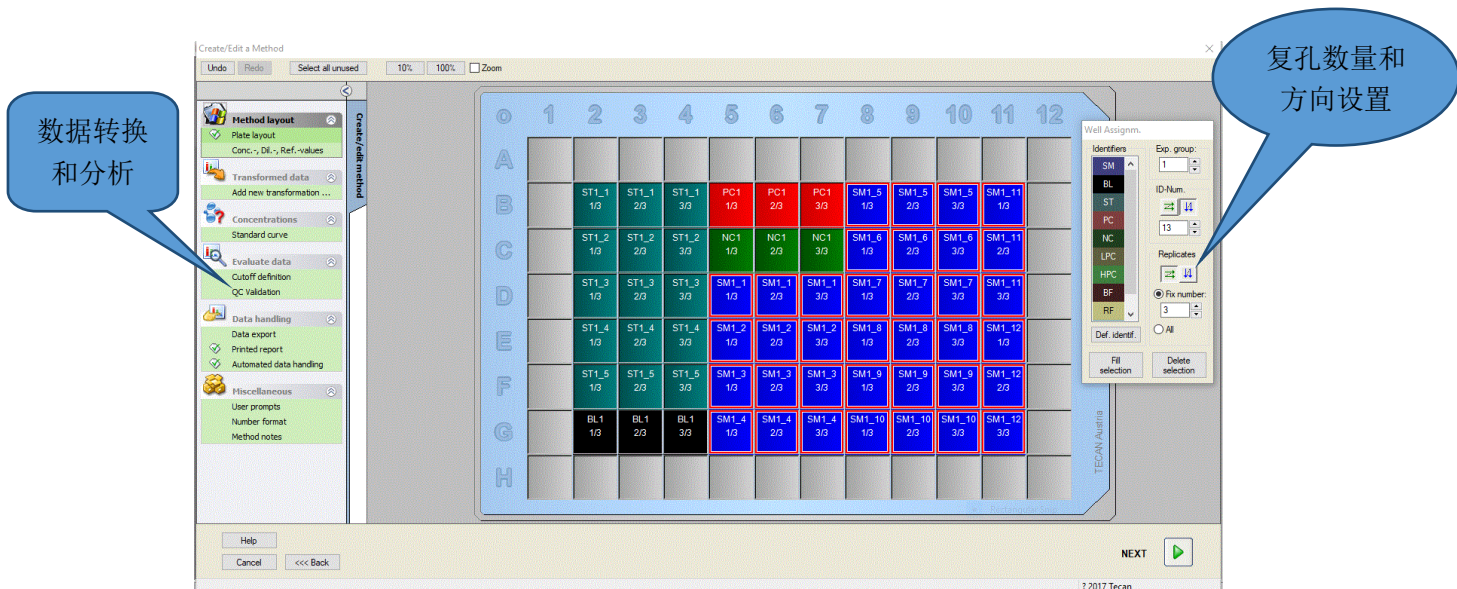 Create/Edit a Method
Undo Redo Select all unused 10% 100% Zoom
数据转换
和分析
复孔数量和
方向设置
Method layout
Plate layout
Conc.-, Dil.-, Ref.-values
Transformed data
Add new transformation ...
Concentrations
Standard curve
Evaluate data
Cutoff definition
QC Validation
Data handling
Data export
Printed report
Automated data handling
Miscellaneous
User prompts
Number format
Method notes
Create/edit method
o 1 2 3 4 5 6 7 8 9 10 11 12
A
B
ST1_1 ST1_1 ST1_1 PC1 PC1 PC1 SM1_5 SM1_5 SM1_5 SM1_11
1/3 2/3 3/3 1/3 2/3 3/3 1/3 2/3 3/3 1/3
C
ST1_2 ST1_2 ST1_2 NC1 NC1 NC1 SM1_6 SM1_6 SM1_6 SM1_11
1/3 2/3 3/3 1/3 2/3 3/3 1/3 2/3 3/3 2/3
D
ST1_3 ST1_3 ST1_3 SM1_1 SM1_1 SM1_1 SM1_7 SM1_7 SM1_7 SM1_11
1/3 2/3 3/3 1/3 2/3 3/3 1/3 2/3 3/3 3/3
E
ST1_4 ST1_4 ST1_4 SM1_2 SM1_2 SM1_2 SM1_8 SM1_8 SM1_8 SM1_12
1/3 2/3 3/3 1/3 2/3 3/3 1/3 2/3 3/3 1/3
F
ST1_5 ST1_5 ST1_5 SM1_3 SM1_3 SM1_3 SM1_9 SM1_9 SM1_9 SM1_12
1/3 2/3 3/3 1/3 2/3 3/3 1/3 2/3 3/3 2/3
G
BL1 BL1 BL1 SM1_4 SM1_4 SM1_4 SM1_10 SM1_10 SM1_10 SM1_12
1/3 2/3 3/3 1/3 2/3 3/3 1/3 2/3 3/3 3/3
H
TECAN Austria
Rectangular Snip
Well Assignm.
Identifiers
SM
BL
ST
PC
NC
LPC
HPC
BF
RF
Def. identif.
Exp. group:
1
ID-Num.
13
Replicates
Fix number:
3
All
Fill
selection
Delete
selection
Help
Cancel <<< Back
NEXT
? 2017 Tecan